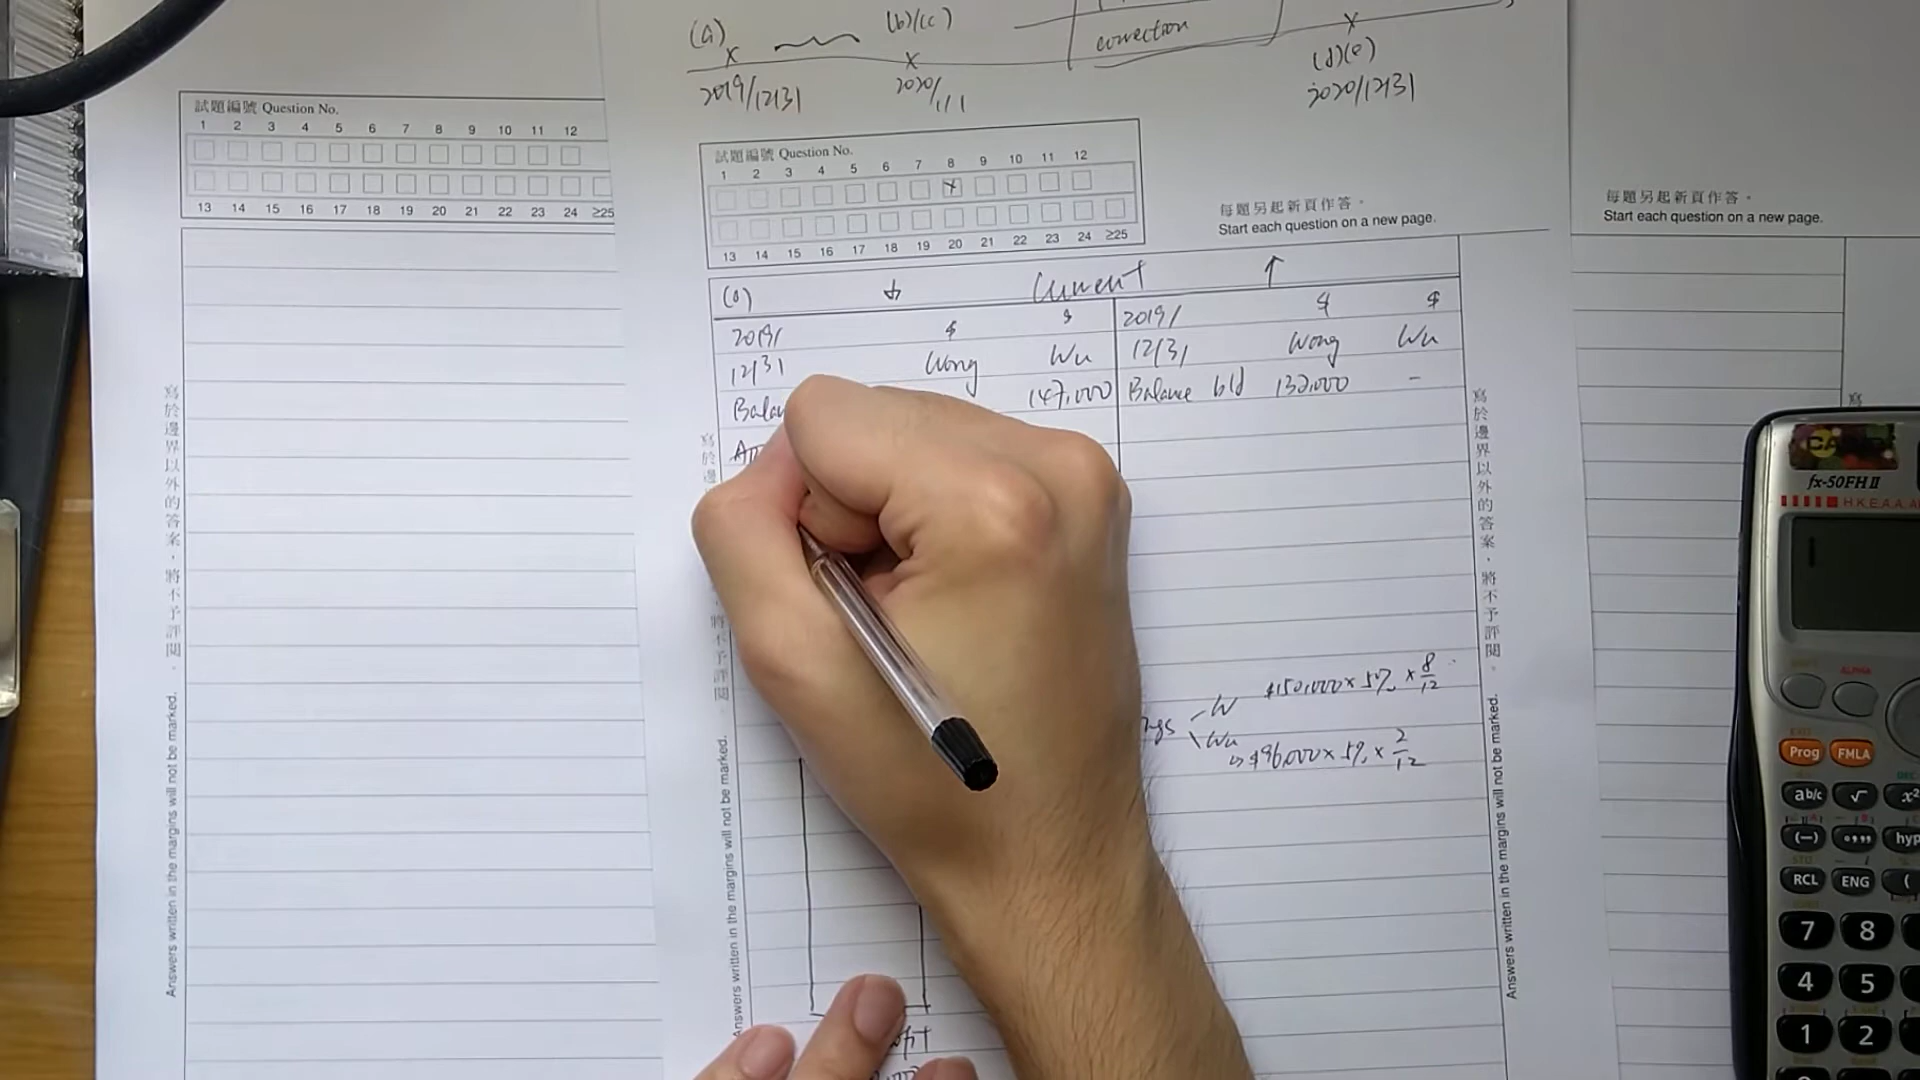 (a) (b)/(c)
correction
(d)(e)
2019/12/31 2020/1/1 2020/12/31
試題編號 Question No.
1 2 3 4 5 6 7 8 9 10 11 12
13 14 15 16 17 18 19 20 21 22 23 24 ≥25
試題編號 Question No.
1 2 3 4 5 6 7 8 9 10 11 12
13 14 15 16 17 18 19 20 21 22 23 24 ≥25
每題另起新頁作答。
Start each question on a new page.
每題另起新頁作答。
Start each question on a new page.
(a) Current
2019/ $ $ 2019/ $ $
12/31 Wong Wu 12/31 Wong Wu
147,000 Balance b/d 132,000 -
W $150,000 × 5% × 8/12
Wu $96,000 × 5% × 2/12
寫於邊界以外的答案,將不予評閱。
Answers written in the margins will not be marked.
Answers written in the margins will not be marked.
寫於邊界以外的答案,將不予評閱。
Answers written in the margins will not be marked.
fx-50FH II
ALPHA
Prog FMLA
ab/c √ x²
(−) °,,, hyp
STO
RCL ENG (
7 8
4 5
1 2